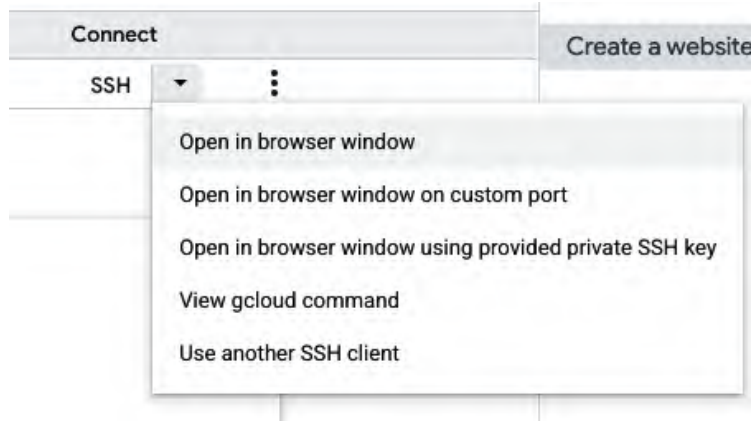 Connect
Create a website
SSH
Open in browser window
Open in browser window on custom port
Open in browser window using provided private SSH key
View gcloud command
Use another SSH client